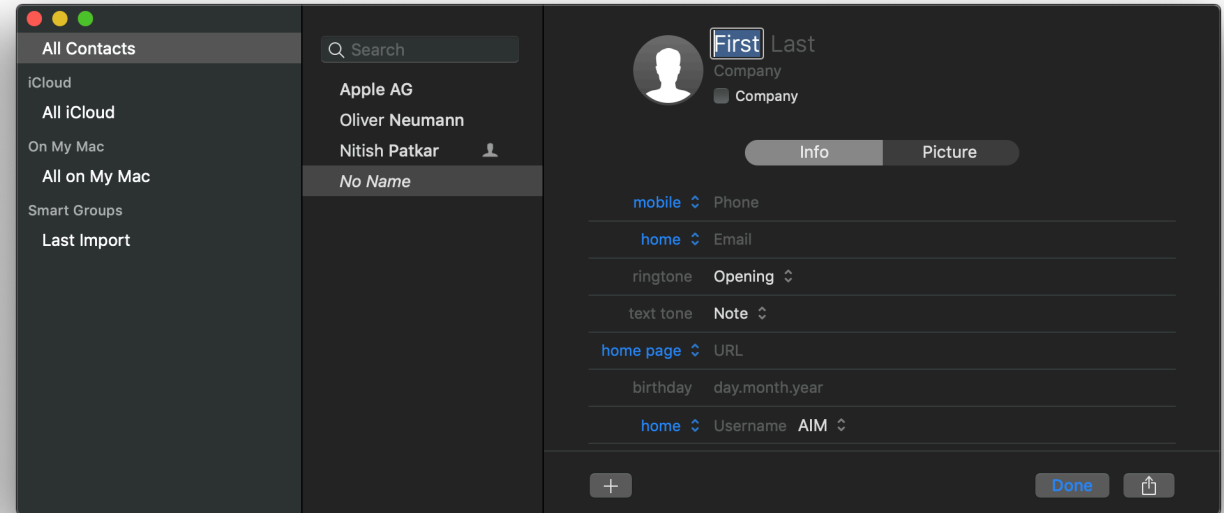 All Contacts
iCloud
All iCloud
On My Mac
All on My Mac
Smart Groups
Last Import
Search
Apple AG
Oliver Neumann
Nitish Patkar
No Name
First Last
Company
Company
Info Picture
mobile Phone
home Email
ringtone Opening
text tone Note
home page URL
birthday day.month.year
home Username AIM
Done